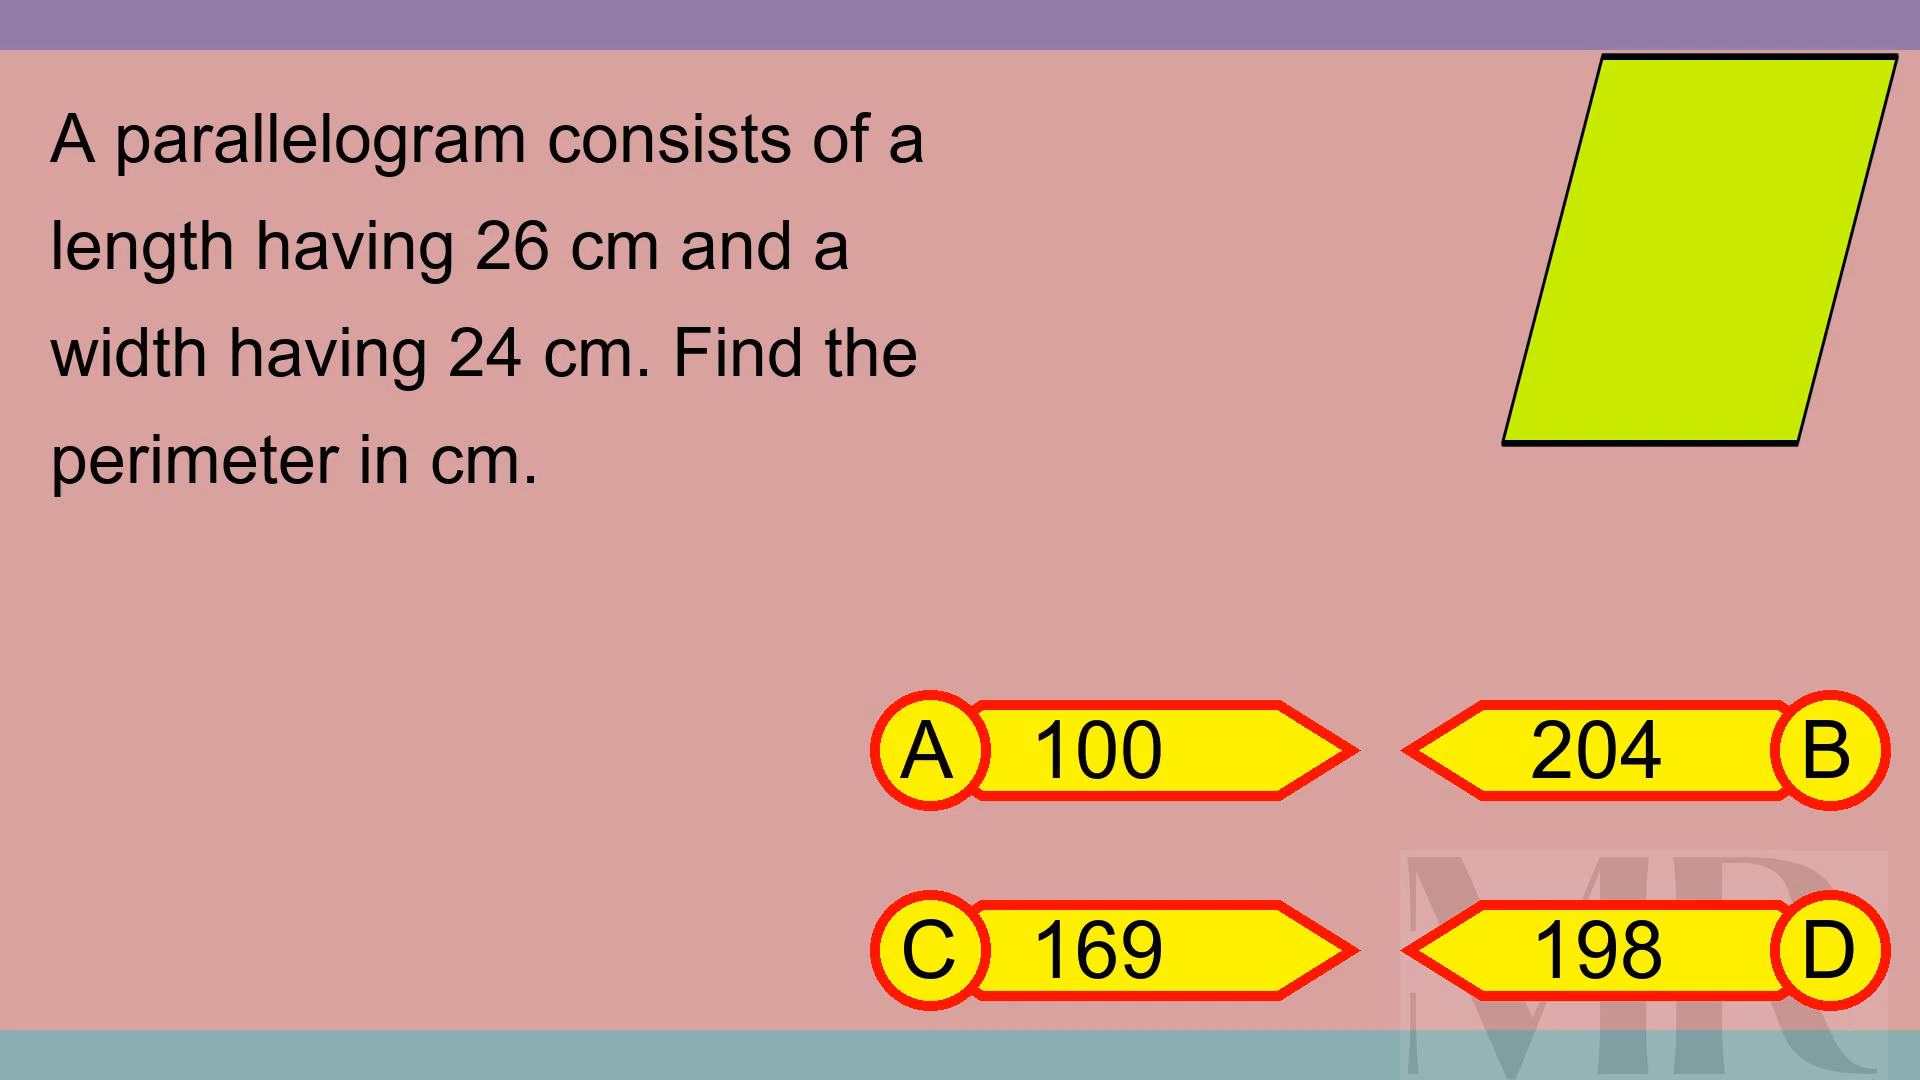 A parallelogram consists of a
length having 26 cm and a
width having 24 cm. Find the
perimeter in cm.
A 100
204 B
C 169
198 D
MR